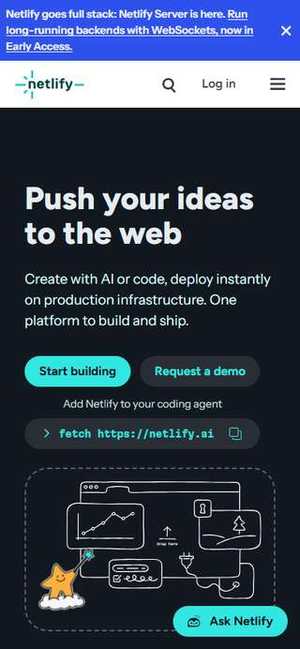 Netlify goes full stack: Netlify Server is here. Run
long-running backends with WebSockets, now in
Early Access.
netlify
Log in
Push your ideas
to the web
Create with AI or code, deploy instantly
on production infrastructure. One
platform to build and ship.
Start building
Request a demo
Add Netlify to your coding agent
fetch https://netlify.ai
Drop here
Ask Netlify